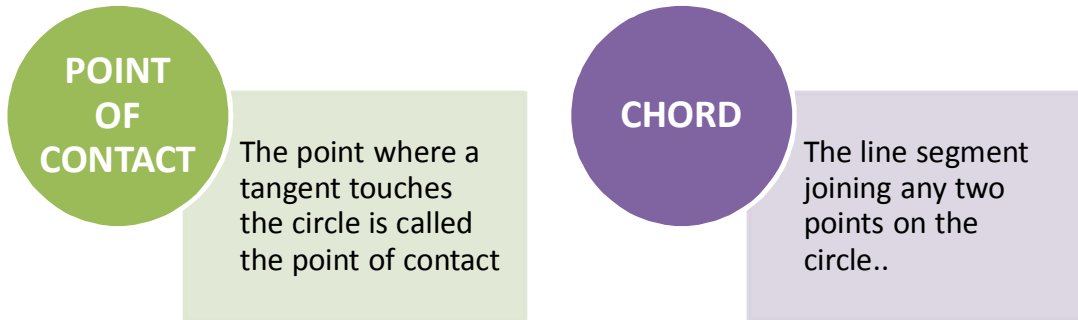 POINT
OF
CONTACT
The point where a
tangent touches
the circle is called
the point of contact
CHORD
The line segment
joining any two
points on the
circle..